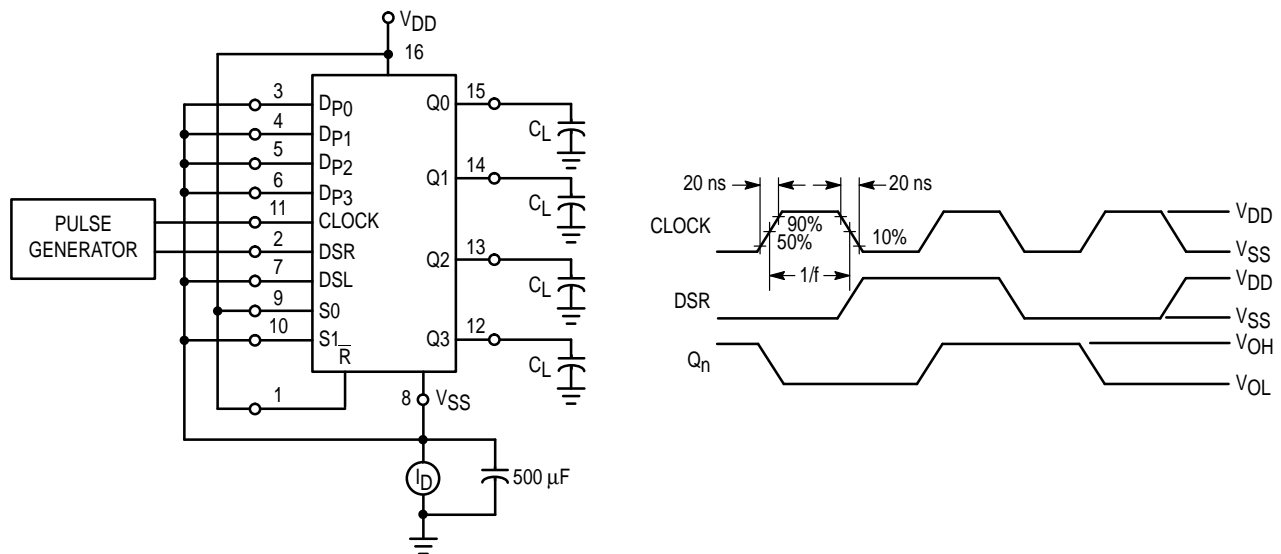 VDD
16
3 DP0 Q0 15 CL
4 DP1
5 DP2 Q1 14 CL
6 DP3
11 CLOCK
PULSE GENERATOR
2 DSR Q2 13 CL
7 DSL
9 S0
10 S1 Q3 12 CL
R̅
1
8 VSS
ID 500 μF
20 ns 20 ns
CLOCK 90% 50% 10% VDD VSS
1/f
DSR VDD VSS
Qn VOH VOL